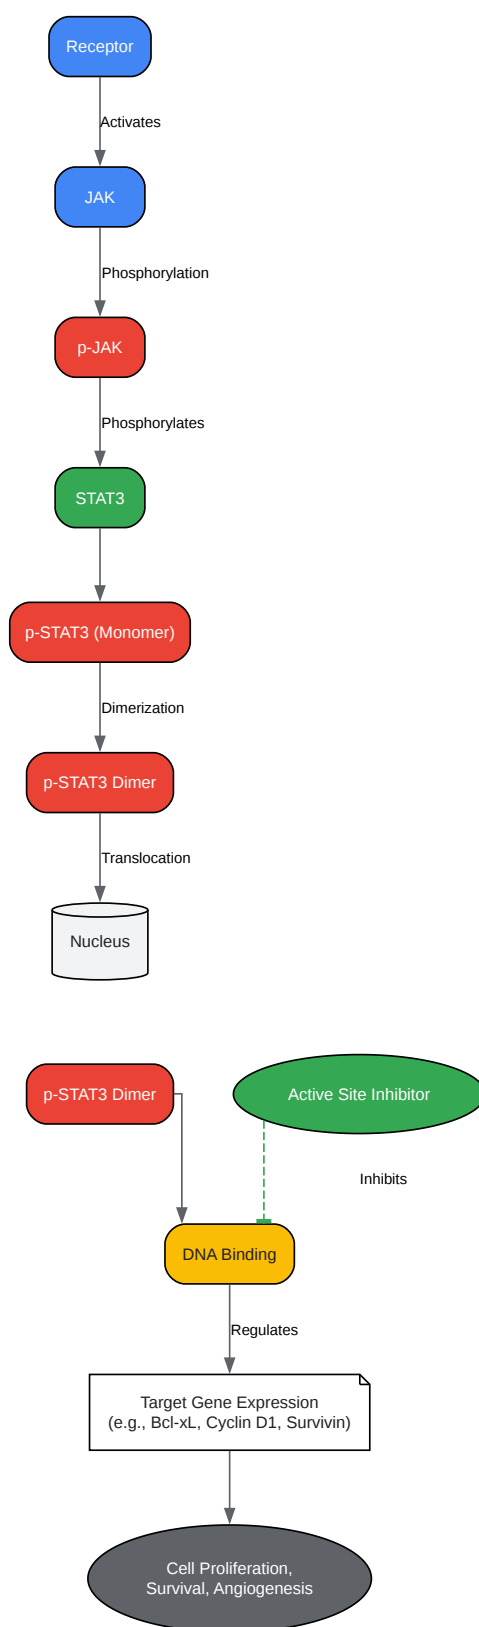 Receptor
Activates
JAK
Phosphorylation
p-JAK
Phosphorylates
STAT3
p-STAT3 (Monomer)
Dimerization
p-STAT3 Dimer
Translocation
Nucleus
p-STAT3 Dimer
Active Site Inhibitor
Inhibits
DNA Binding
Regulates
Target Gene Expression
(e.g., Bcl-xL, Cyclin D1, Survivin)
Cell Proliferation,
Survival, Angiogenesis